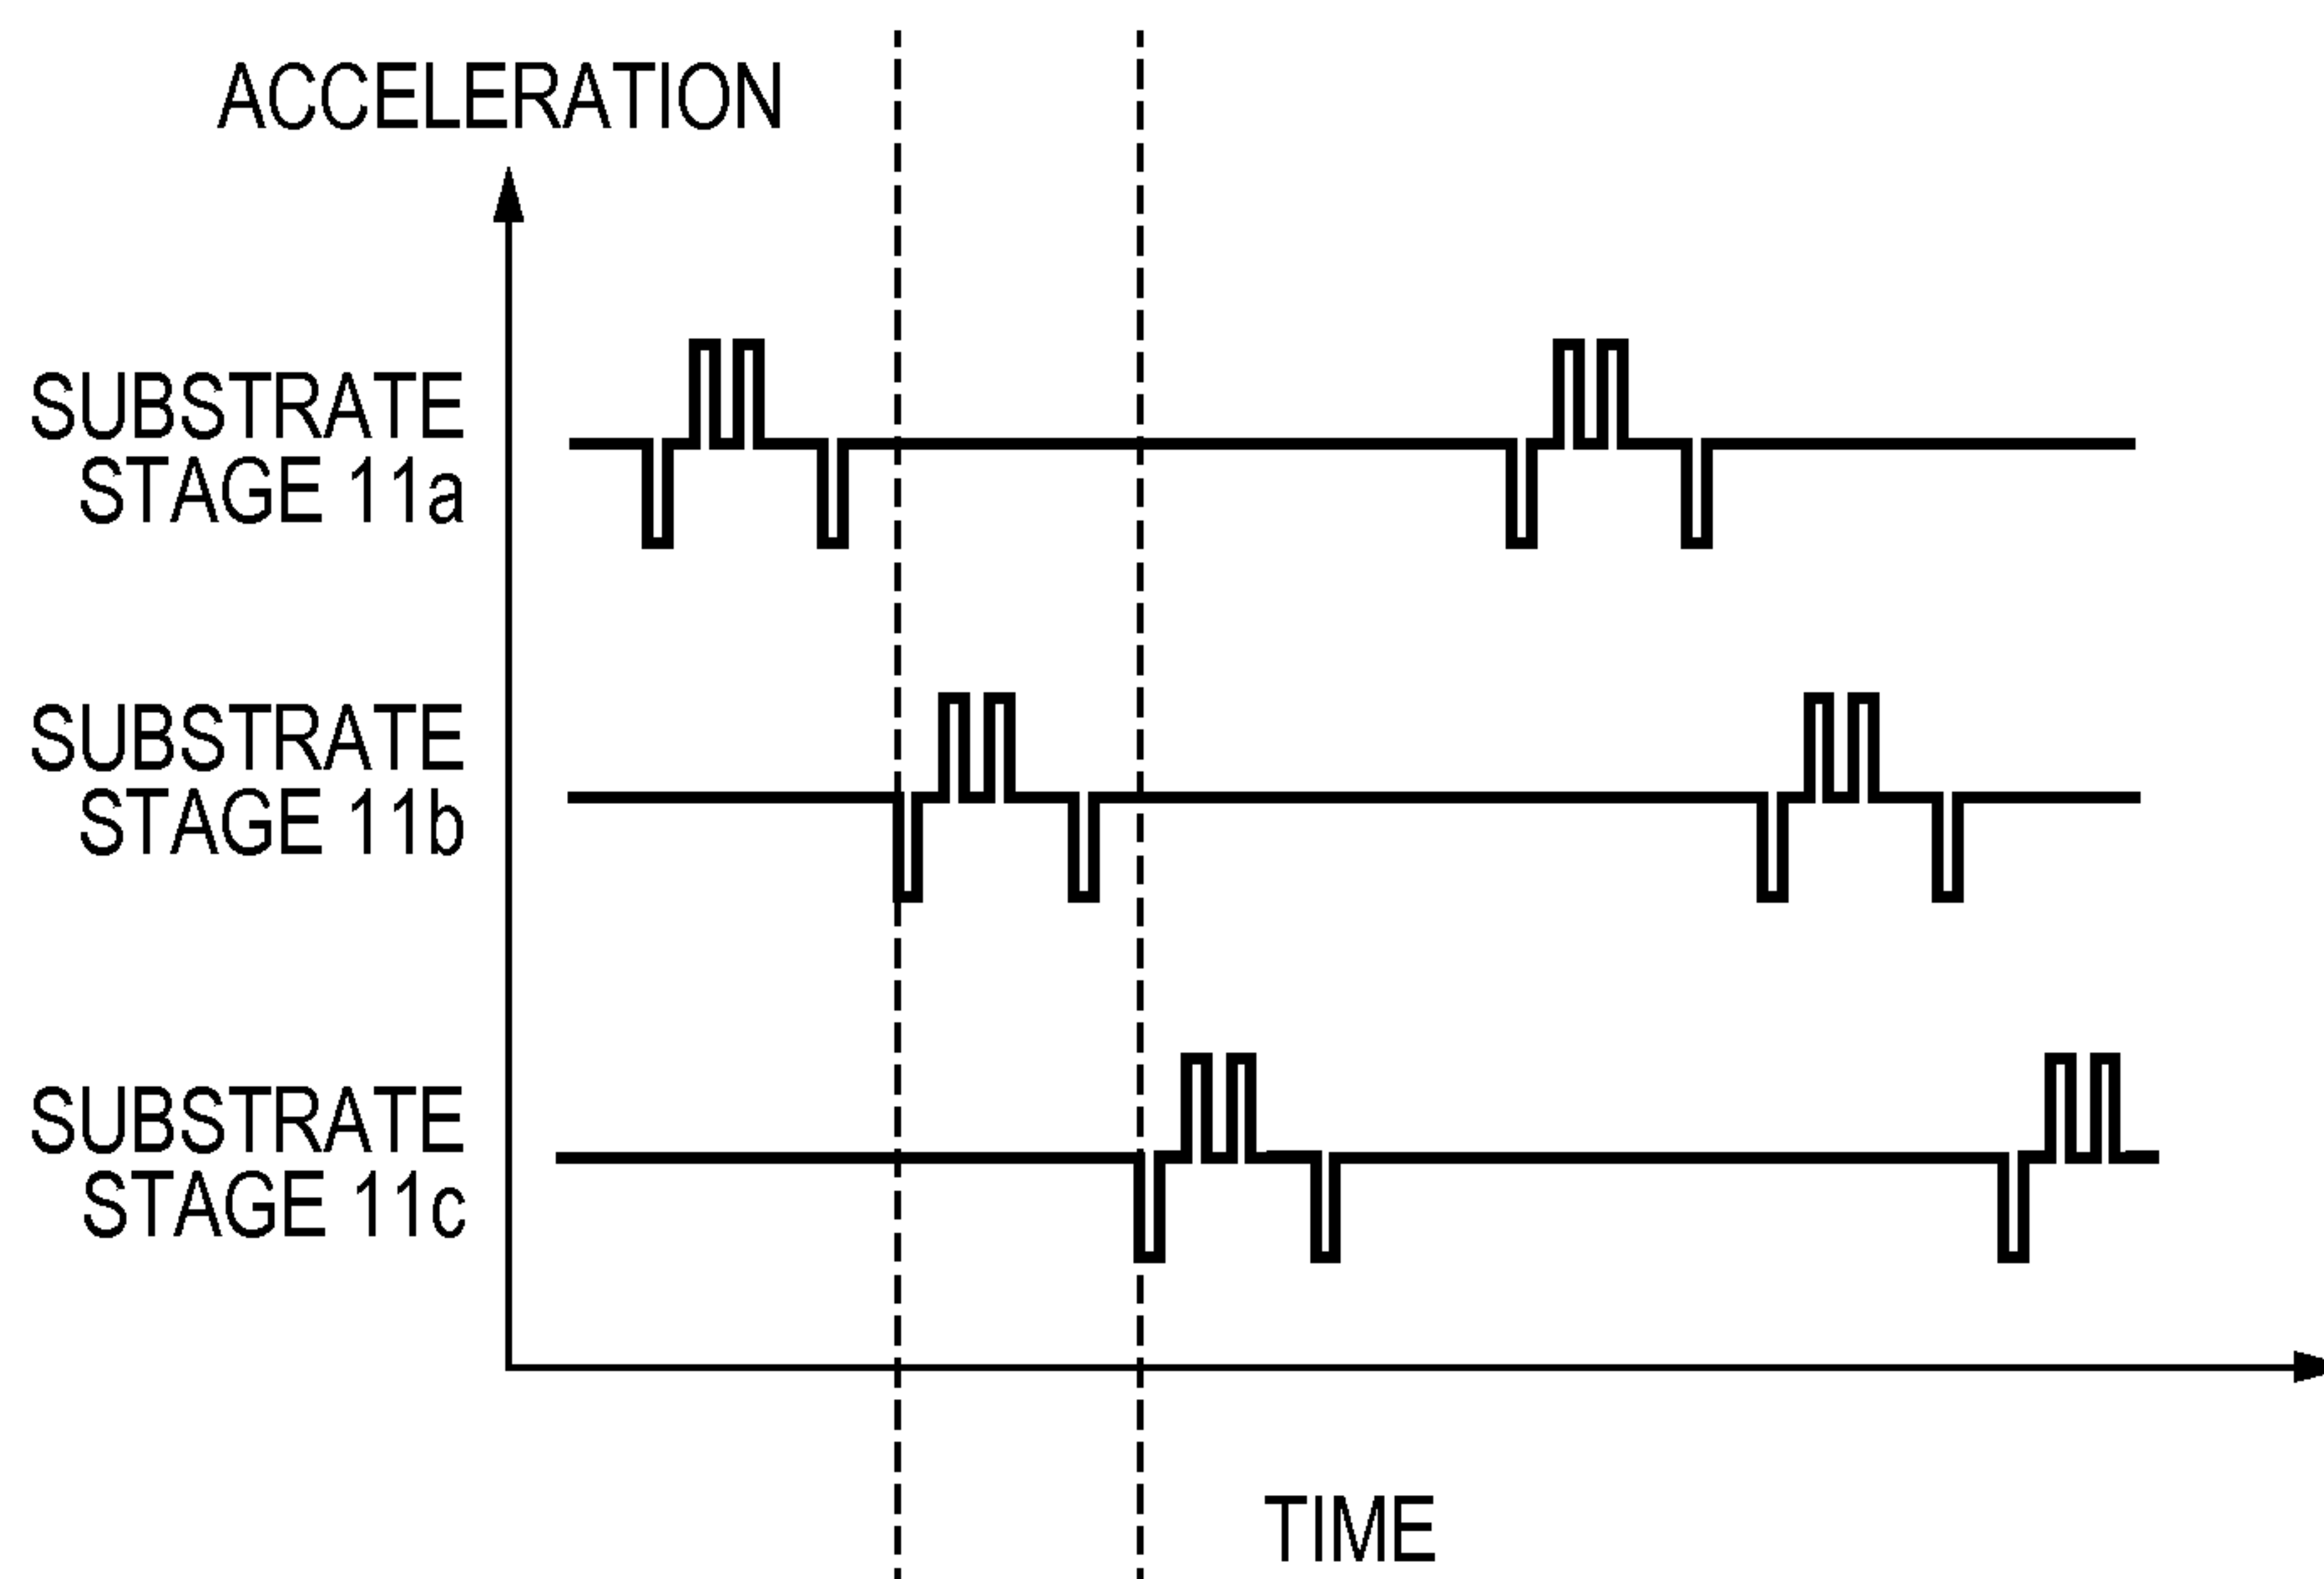 ACCELERATION
SUBSTRATE
STAGE 11a
SUBSTRATE
STAGE 11b
SUBSTRATE
STAGE 11c
TIME